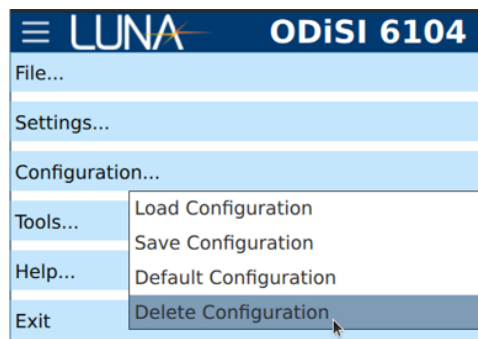 LUNA ODiSI 6104
File...
Settings...
Configuration...
Load Configuration
Tools...
Save Configuration
Help...
Default Configuration
Delete Configuration
Exit